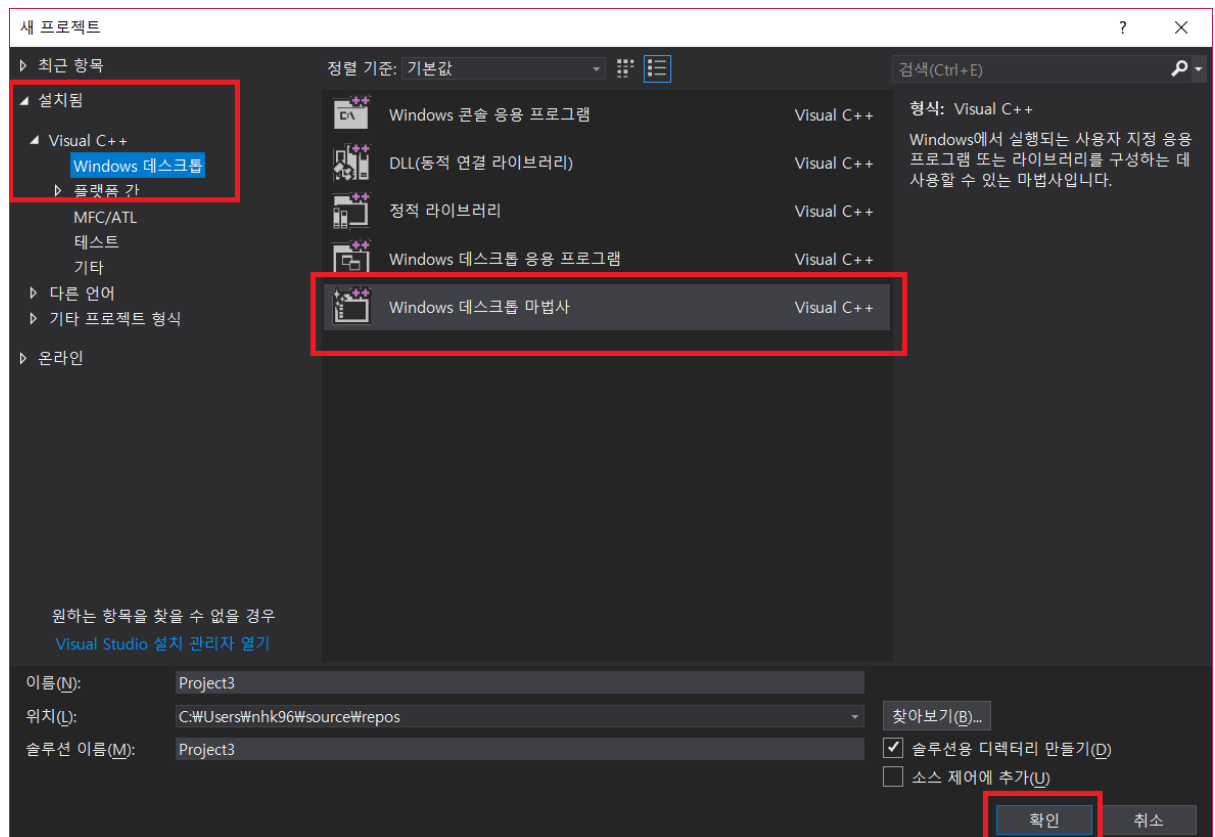 새 프로젝트
?
최근 항목
설치됨
Visual C++
Windows 데스크톱
플랫폼 간
MFC/ATL
테스트
기타
다른 언어
기타 프로젝트 형식
온라인
원하는 항목을 찾을 수 없을 경우
Visual Studio 설치 관리자 열기
정렬 기준: 기본값
Windows 콘솔 응용 프로그램 Visual C++
DLL(동적 연결 라이브러리) Visual C++
정적 라이브러리 Visual C++
Windows 데스크톱 응용 프로그램 Visual C++
Windows 데스크톱 마법사 Visual C++
검색(Ctrl+E)
형식: Visual C++
Windows에서 실행되는 사용자 지정 응용
프로그램 또는 라이브러리를 구성하는 데
사용할 수 있는 마법사입니다.
이름(N): Project3
위치(L): C:₩Users₩nhk96₩source₩repos 찾아보기(B)...
솔루션 이름(M): Project3 솔루션용 디렉터리 만들기(D)
소스 제어에 추가(U)
확인 취소